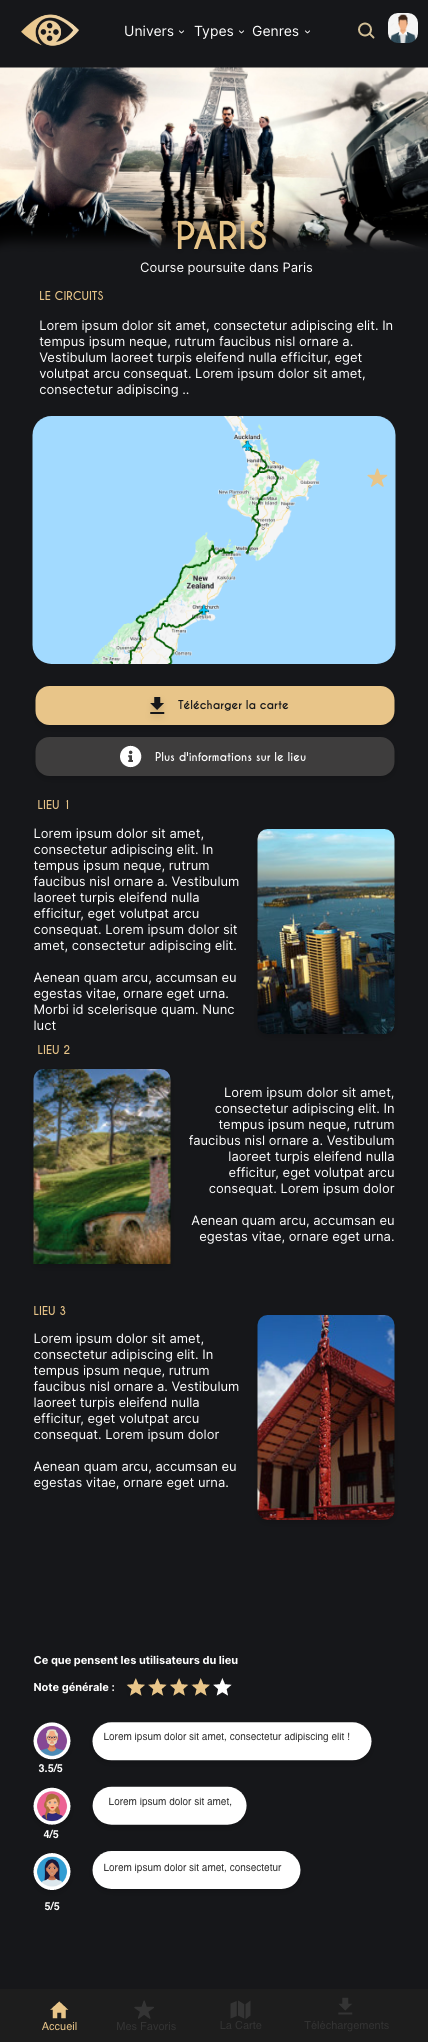 Univers Types Genres
PARIS
Course poursuite dans Paris
LE CIRCUITS
Lorem ipsum dolor sit amet, consectetur adipiscing elit. In
tempus ipsum neque, rutrum faucibus nisl ornare a.
Vestibulum laoreet turpis eleifend nulla efficitur, eget
volutpat arcu consequat. Lorem ipsum dolor sit amet,
consectetur adipiscing ..
Auckland
New Plymouth
New
Zealand
Kaikōura
Christchurch
Timaru
Oamaru
Télécharger la carte
Plus d'informations sur le lieu
LIEU 1
Lorem ipsum dolor sit amet,
consectetur adipiscing elit. In
tempus ipsum neque, rutrum
faucibus nisl ornare a. Vestibulum
laoreet turpis eleifend nulla
efficitur, eget volutpat arcu
consequat. Lorem ipsum dolor sit
amet, consectetur adipiscing elit.
Aenean quam arcu, accumsan eu
egestas vitae, ornare eget urna.
Morbi id scelerisque quam. Nunc
luct
LIEU 2
Lorem ipsum dolor sit amet,
consectetur adipiscing elit. In
tempus ipsum neque, rutrum
faucibus nisl ornare a. Vestibulum
laoreet turpis eleifend nulla
efficitur, eget volutpat arcu
consequat. Lorem ipsum dolor
Aenean quam arcu, accumsan eu
egestas vitae, ornare eget urna.
LIEU 3
Lorem ipsum dolor sit amet,
consectetur adipiscing elit. In
tempus ipsum neque, rutrum
faucibus nisl ornare a. Vestibulum
laoreet turpis eleifend nulla
efficitur, eget volutpat arcu
consequat. Lorem ipsum dolor
Aenean quam arcu, accumsan eu
egestas vitae, ornare eget urna.
Ce que pensent les utilisateurs du lieu
Note générale :
Lorem ipsum dolor sit amet, consectetur adipiscing elit !
3.5/5
Lorem ipsum dolor sit amet,
4/5
Lorem ipsum dolor sit amet, consectetur
5/5
Accueil Mes Favoris La Carte Téléchargements